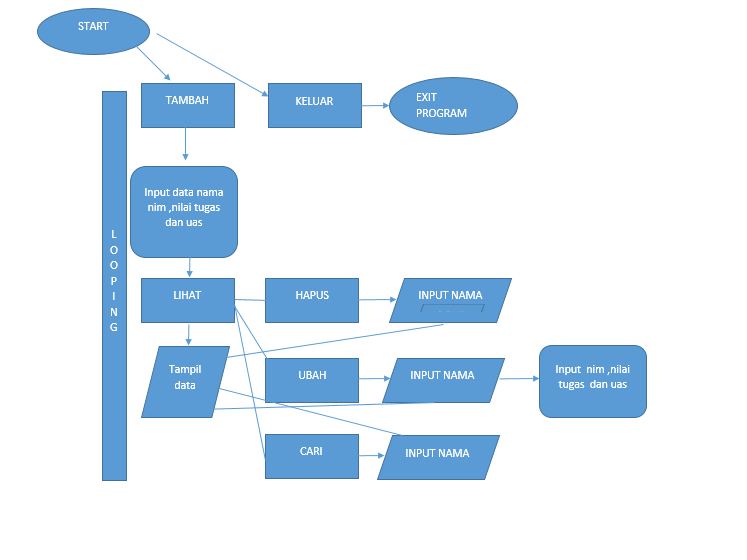 START
TAMBAH
KELUAR
EXIT
PROGRAM
Input data nama
nim ,nilai tugas
dan uas
LOOPING
LIHAT
HAPUS
INPUT NAMA
Tampil
data
UBAH
INPUT NAMA
Input nim ,nilai
tugas dan uas
CARI
INPUT NAMA